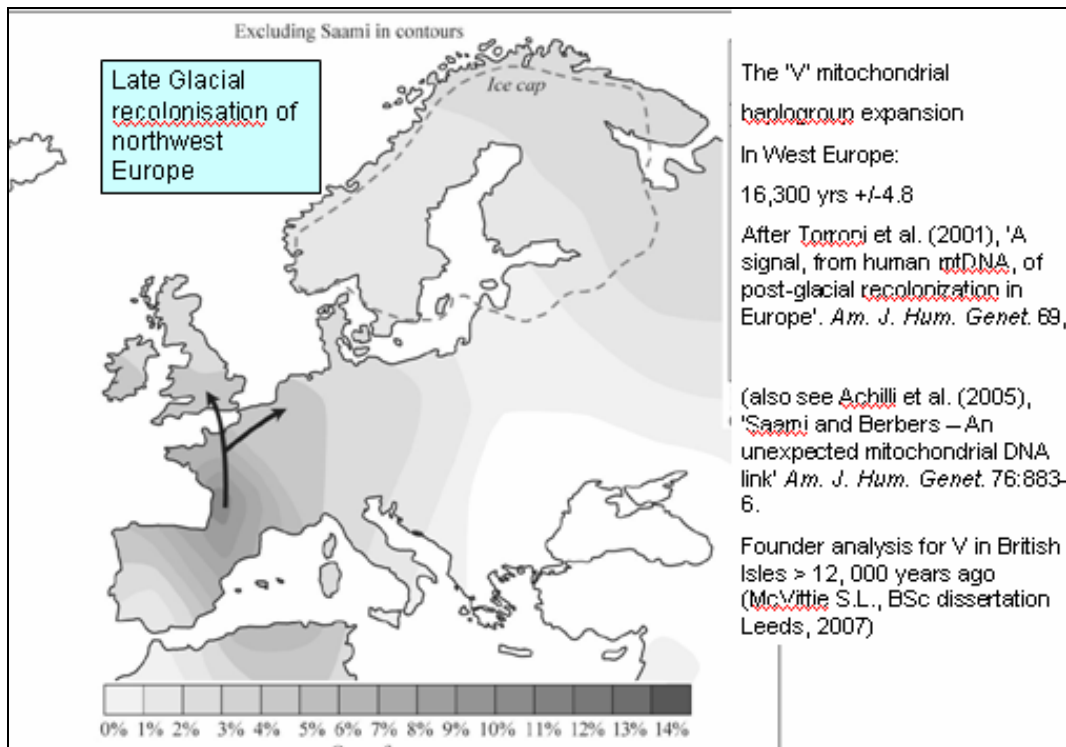 Excluding Saami in contours
Late Glacial
recolonisation of
northwest
Europe
Ice cap
The 'V' mitochondrial
haplogroup expansion
In West Europe:
16,300 yrs +/-4.8
After Torroni et al. (2001), 'A
signal, from human mtDNA, of
post-glacial recolonization in
Europe'. Am. J. Hum. Genet. 69,
(also see Achilli et al. (2005),
'Saami and Berbers – An
unexpected mitochondrial DNA
link' Am. J. Hum. Genet. 76:883-
6.
Founder analysis for V in British
Isles > 12, 000 years ago
(McVittie S.L., BSc dissertation
Leeds, 2007)
0% 1% 2% 3% 4% 5% 6% 7% 8% 9% 10% 11% 12% 13% 14%